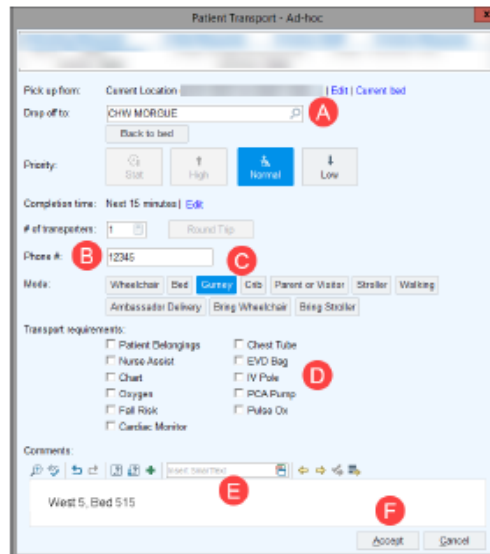 Patient Transport - Ad-hoc
x
Pick up from: Current Location | Edit | Current bed
Drop off to: CHW MORGUE A
Back to bed
Priority: Stat High Normal Low
Completion time: Next 15 minutes | Edit
# of transporters: 1 Round Trip
Phone #: B 12345 C
Mode: Wheelchair Bed Gurney Crib Parent or Visitor Stroller Walking
Ambassador Delivery Bring Wheelchair Bring Stroller
Transport requirements:
Patient Belongings Chest Tube
Nurse Assist EVD Bag
Chart IV Pole D
Oxygen PCA Pump
Fall Risk Pulse Ox
Cardiac Monitor
Comments:
Insert SmartText
E
West 5, Bed 515
F
Accept Cancel